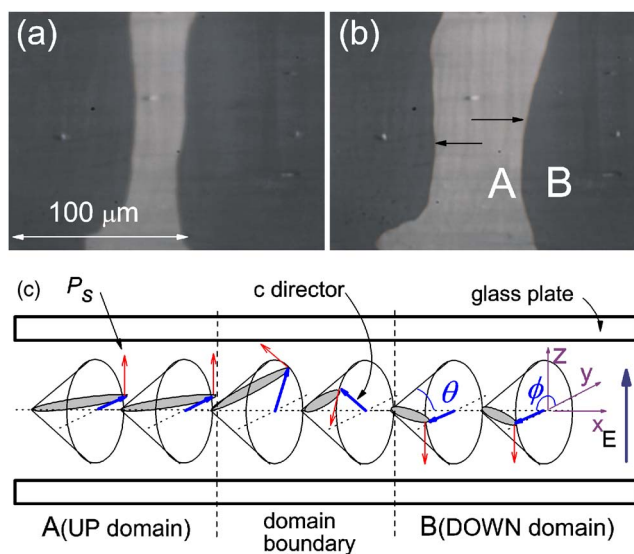 (a)
(b)
100 μm
A
B
(c)
P_S
c director
glass plate
θ
ϕ
z
y
x
E
A(UP domain)
domain
boundary
B(DOWN domain)